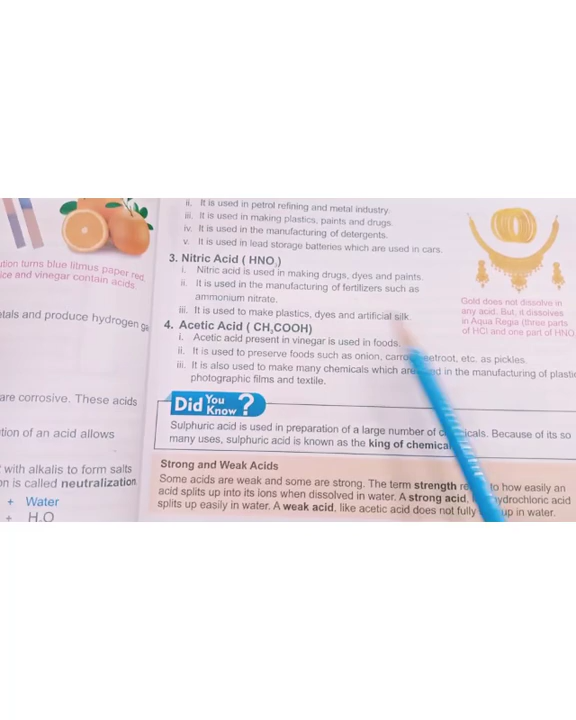 ution turns blue litmus paper red.
ice and vinegar contain acids.
etals and produce hydrogen ga
are corrosive. These acids
tion of an acid allows
with alkalis to form salts
on is called neutralization.
+ Water
+ H₂O
ii. It is used in petrol refining and metal industry.
iii. It is used in making plastics, paints and drugs.
iv. It is used in the manufacturing of detergents.
v. It is used in lead storage batteries which are used in cars.
3. Nitric Acid ( HNO₃)
i. Nitric acid is used in making drugs, dyes and paints.
ii. It is used in the manufacturing of fertilizers such as
ammonium nitrate.
iii. It is used to make plastics, dyes and artificial silk.
4. Acetic Acid ( CH₃COOH)
i. Acetic acid present in vinegar is used in foods.
ii. It is used to preserve foods such as onion, carro eetroot, etc. as pickles.
iii. It is also used to make many chemicals which are d in the manufacturing of plastic
photographic films and textile.
Gold does not dissolve in
any acid. But, it dissolves
in Aqua Regia (three parts
of HCl and one part of HNO
Did You Know ?
Sulphuric acid is used in preparation of a large number of c icals. Because of its so
many uses, sulphuric acid is known as the king of chemica
Strong and Weak Acids
Some acids are weak and some are strong. The term strength re to how easily an
acid splits up into its ions when dissolved in water. A strong acid, hydrochloric acid
splits up easily in water. A weak acid, like acetic acid does not fully up in water.